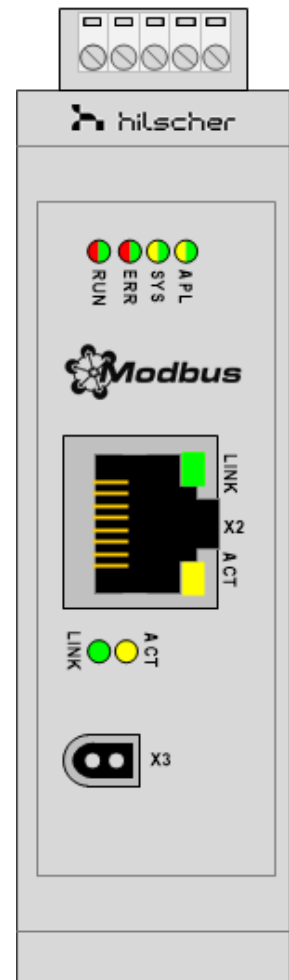 hilscher
RUN ERR SYS APL
Modbus
LINK
X2
ACT
LINK ACT
X3